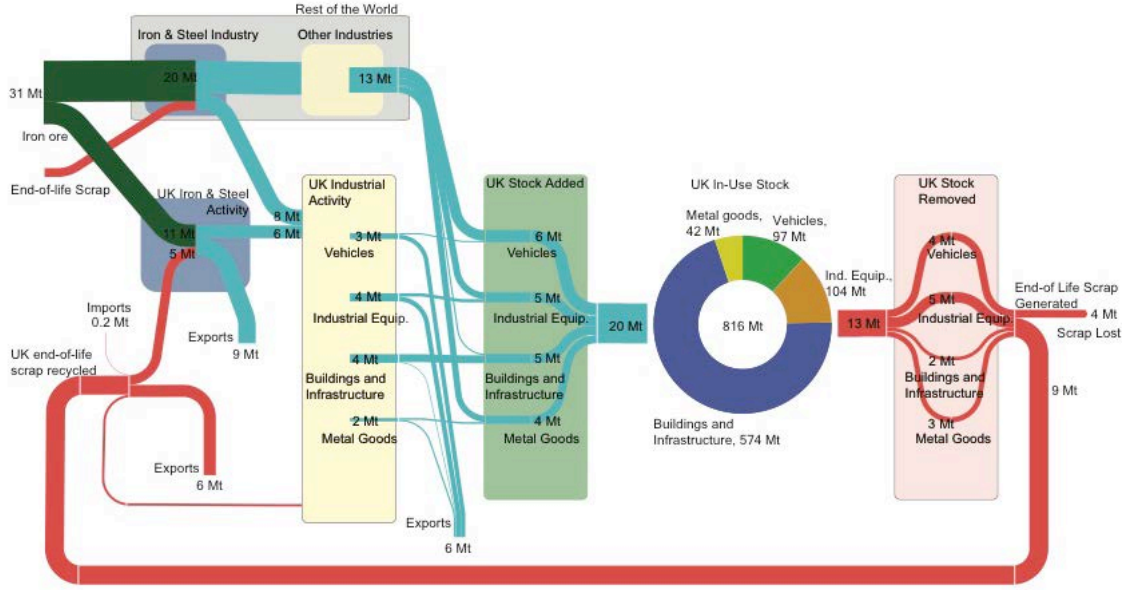 Rest of the World
Iron & Steel Industry
Other Industries
20 Mt
13 Mt
31 Mt
Iron ore
End-of-life Scrap
UK Iron & Steel
Activity
11 Mt
5 Mt
8 Mt
6 Mt
Exports
9 Mt
Imports
0.2 Mt
UK end-of-life
scrap recycled
Exports
6 Mt
UK Industrial
Activity
3 Mt
Vehicles
4 Mt
Industrial Equip.
4 Mt
Buildings and
Infrastructure
2 Mt
Metal Goods
Exports
6 Mt
UK Stock Added
6 Mt
Vehicles
5 Mt
Industrial Equip.
5 Mt
Buildings and
Infrastructure
4 Mt
Metal Goods
20 Mt
UK In-Use Stock
Metal goods,
42 Mt
Vehicles,
97 Mt
Ind. Equip.,
104 Mt
816 Mt
Buildings and
Infrastructure, 574 Mt
13 Mt
UK Stock
Removed
4 Mt
Vehicles
5 Mt
Industrial Equip.
2 Mt
Buildings and
Infrastructure
3 Mt
Metal Goods
End-of Life Scrap
Generated
4 Mt
Scrap Lost
9 Mt